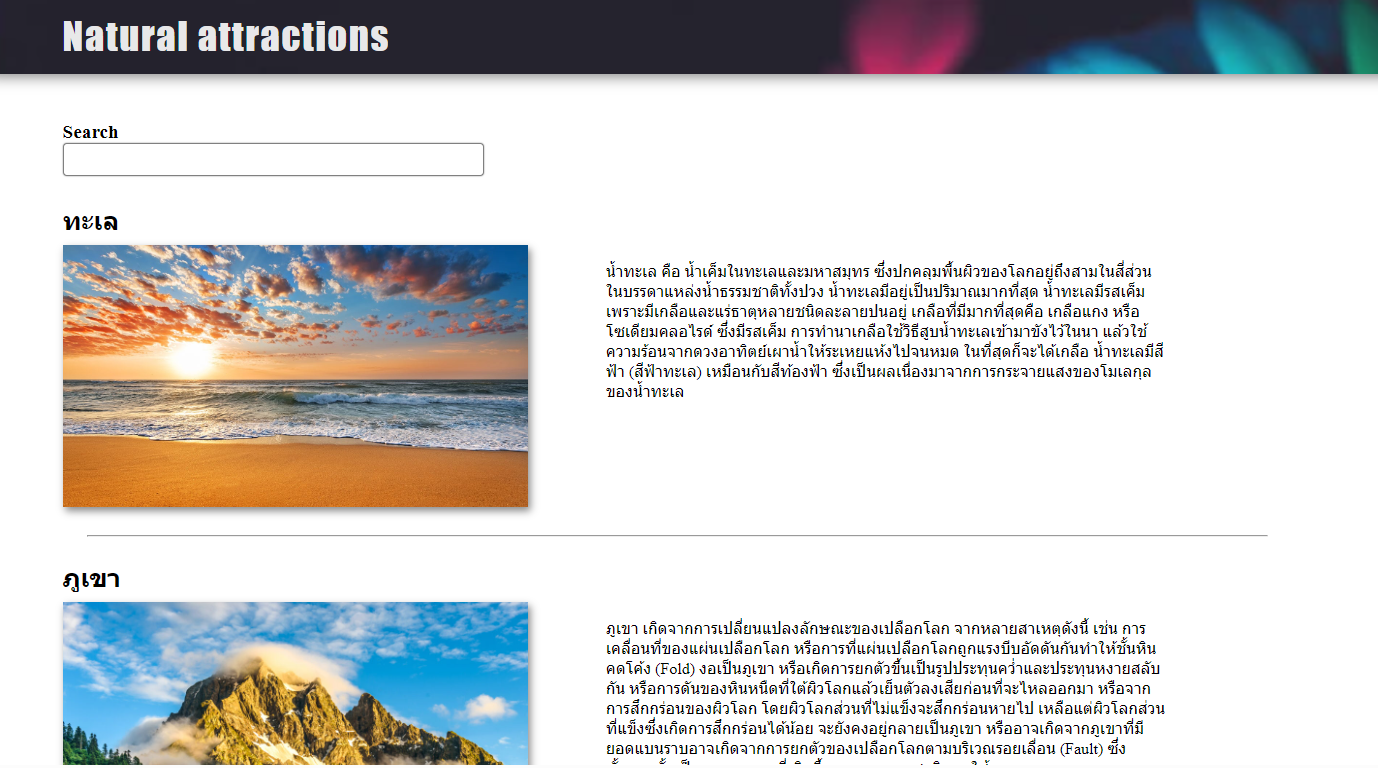 Natural attractions
Search
ทะเล
น้ำทะเล คือ น้ำเค็มในทะเลและมหาสมุทร ซึ่งปกคลุมพื้นผิวของโลกอยู่ถึงสามในสี่ส่วน
ในบรรดาแหล่งน้ำธรรมชาติทั้งปวง น้ำทะเลมีอยู่เป็นปริมาณมากที่สุด น้ำทะเลมีรสเค็ม
เพราะมีเกลือและแร่ธาตุหลายชนิดละลายปนอยู่ เกลือที่มีมากที่สุดคือ เกลือแกง หรือ
โซเดียมคลอไรด์ ซึ่งมีรสเค็ม การทำนาเกลือใช้วิธีสูบน้ำทะเลเข้ามาขังไว้ในนา แล้วใช้
ความร้อนจากดวงอาทิตย์เผาน้ำให้ระเหยแห้งไปจนหมด ในที่สุดก็จะได้เกลือ น้ำทะเลมีสี
ฟ้า (สีฟ้าทะเล) เหมือนกับสีท้องฟ้า ซึ่งเป็นผลเนื่องมาจากการกระจายแสงของโมเลกุล
ของน้ำทะเล
ภูเขา
ภูเขา เกิดจากการเปลี่ยนแปลงลักษณะของเปลือกโลก จากหลายสาเหตุดังนี้ เช่น การ
เคลื่อนที่ของแผ่นเปลือกโลก หรือการที่แผ่นเปลือกโลกถูกแรงบีบอัดดันกันทำให้ชั้นหิน
คดโค้ง (Fold) งอเป็นภูเขา หรือเกิดการยกตัวขึ้นเป็นรูปประทุนคว่ำและประทุนหงายสลับ
กัน หรือการดันของหินหนืดที่ใต้ผิวโลกแล้วเย็นตัวลงเสียก่อนที่จะไหลออกมา หรือจาก
การสึกกร่อนของผิวโลก โดยผิวโลกส่วนที่ไม่แข็งจะสึกกร่อนหายไป เหลือแต่ผิวโลกส่วน
ที่แข็งซึ่งเกิดการสึกกร่อนได้น้อย จะยังคงอยู่กลายเป็นภูเขา หรืออาจเกิดจากภูเขาที่มี
ยอดแบนราบอาจเกิดจากการยกตัวของเปลือกโลกตามบริเวณรอยเลื่อน (Fault) ซึ่ง